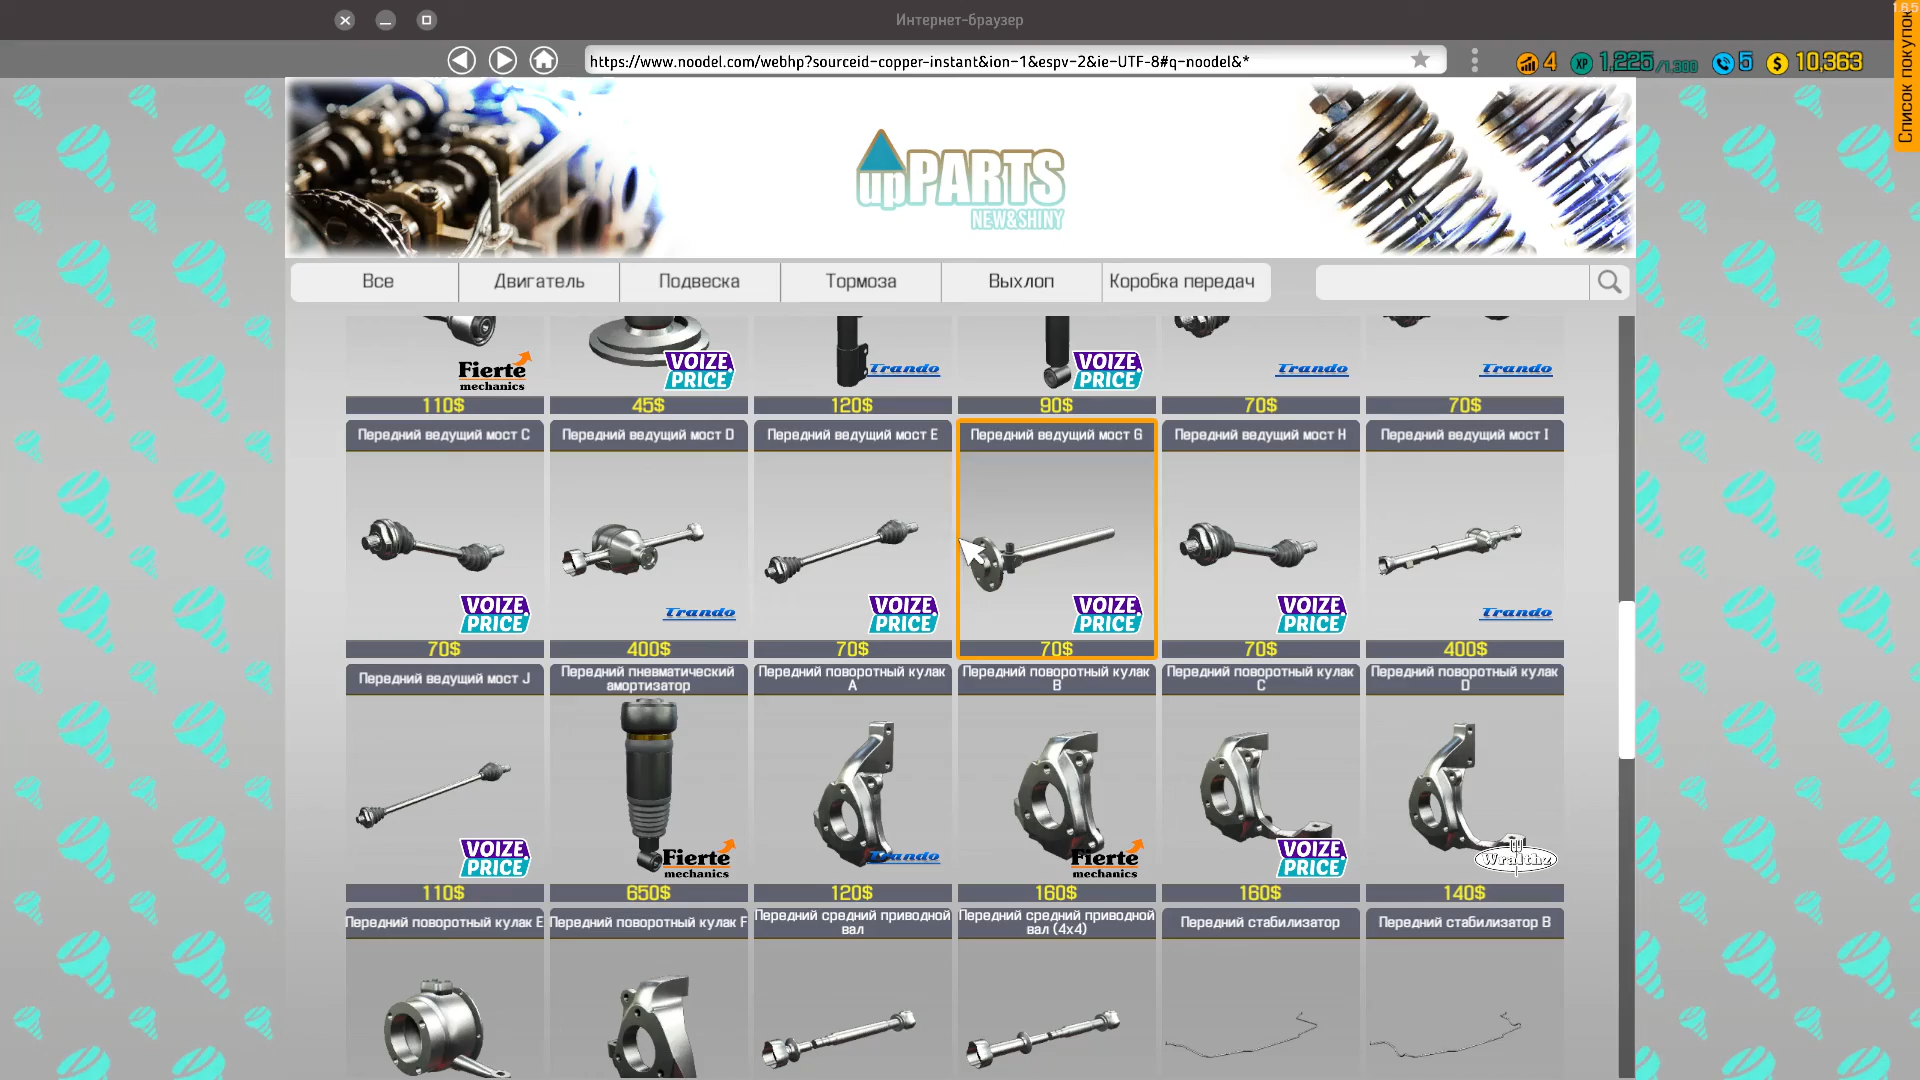 Интернет-браузер
165
https://www.noodel.com/webhp?sourceid-copper-instant&ion-1&espv-2&ie-UTF-8#q-noodel&*
4
XP 1,225/1,300
5
$ 10,363
Список покупок
upPARTS
NEW&SHINY
Все
Двигатель
Подвеска
Тормоза
Выхлоп
Коробка передач
Fierte mechanics
VOIZE PRICE
Trando
VOIZE PRICE
Trando
Trando
110$
45$
120$
90$
70$
70$
Передний ведущий мост C
Передний ведущий мост D
Передний ведущий мост E
Передний ведущий мост G
Передний ведущий мост H
Передний ведущий мост I
VOIZE PRICE
Trando
VOIZE PRICE
VOIZE PRICE
VOIZE PRICE
Trando
70$
400$
70$
70$
70$
400$
Передний ведущий мост J
Передний пневматический
амортизатор
Передний поворотный кулак
A
Передний поворотный кулак
B
Передний поворотный кулак
C
Передний поворотный кулак
D
VOIZE PRICE
Fierte mechanics
Trando
Fierte mechanics
VOIZE PRICE
Wralthy
110$
650$
120$
160$
160$
140$
Передний поворотный кулак E
Передний поворотный кулак F
Передний средний приводной
вал
Передний средний приводной
вал (4x4)
Передний стабилизатор
Передний стабилизатор B